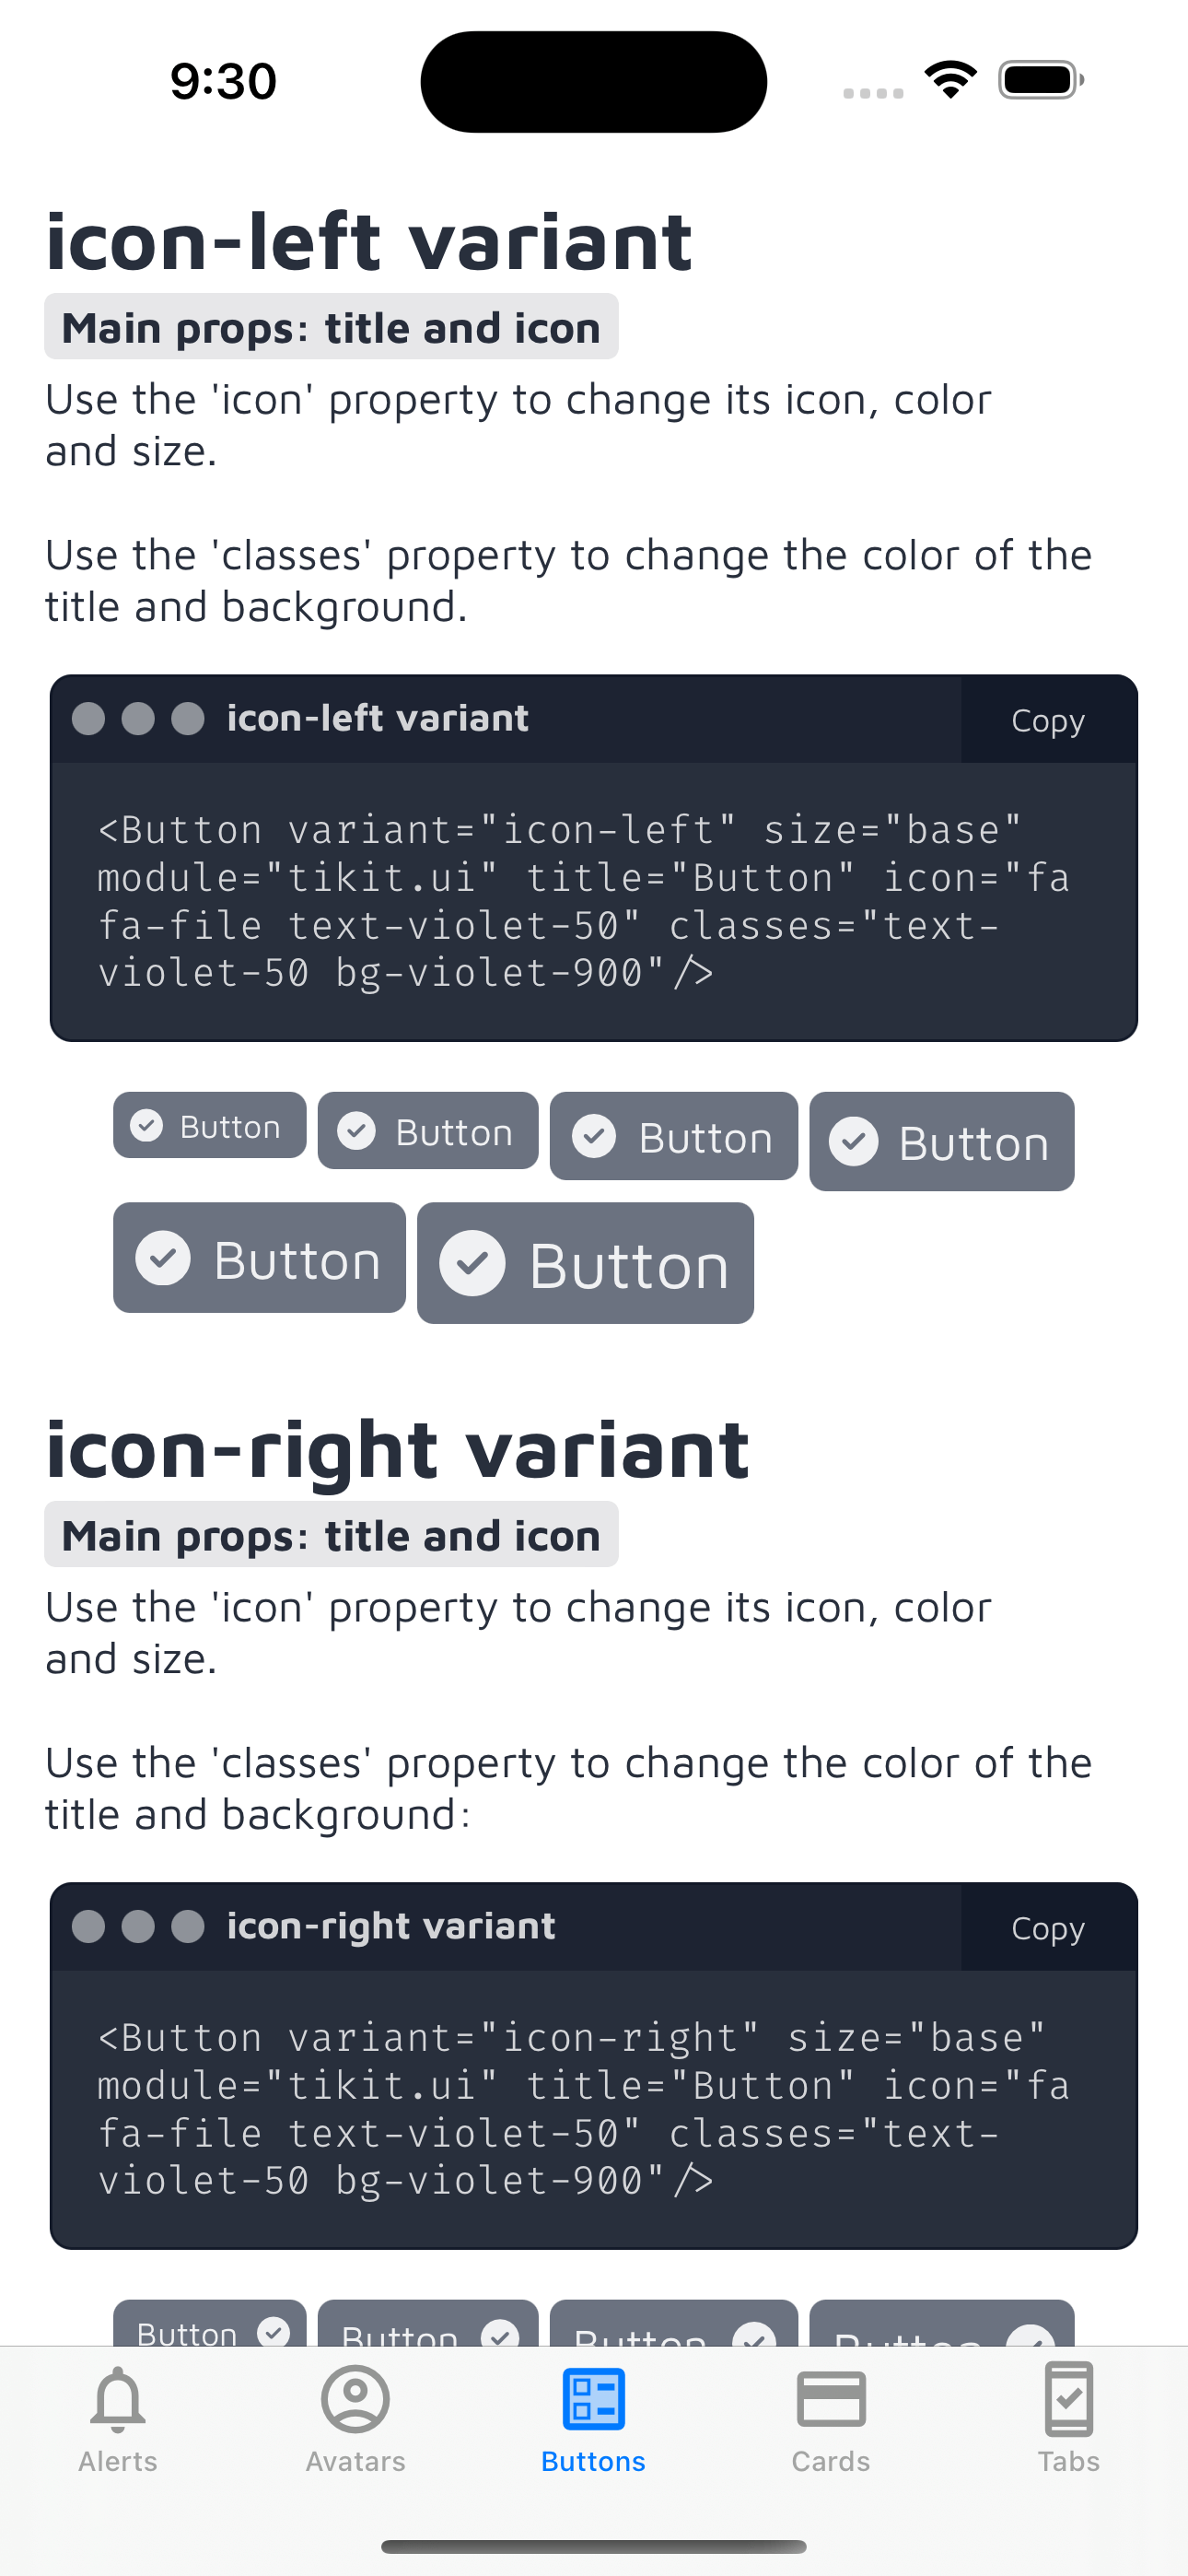 9:30
icon-left variant
Main props: title and icon
Use the 'icon' property to change its icon, color
and size.
Use the 'classes' property to change the color of the
title and background.
icon-left variant
Copy
<Button variant="icon-left" size="base"
module="tikit.ui" title="Button" icon="fa
fa-file text-violet-50" classes="text-
violet-50 bg-violet-900"/>
Button Button Button Button
Button Button
icon-right variant
Main props: title and icon
Use the 'icon' property to change its icon, color
and size.
Use the 'classes' property to change the color of the
title and background:
icon-right variant
Copy
<Button variant="icon-right" size="base"
module="tikit.ui" title="Button" icon="fa
fa-file text-violet-50" classes="text-
violet-50 bg-violet-900"/>
Button Button Button Button
Alerts Avatars Buttons Cards Tabs